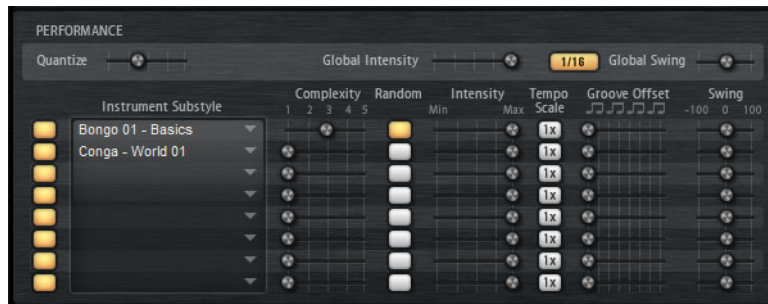 PERFORMANCE
Quantize Global Intensity 1/16 Global Swing
Complexity Random Intensity Tempo Groove Offset Swing
Instrument Substyle 1 2 3 4 5 Min Max Scale -100 0 100
Bongo 01 - Basics 1x
Conga - World 01 1x
1x
1x
1x
1x
1x
1x